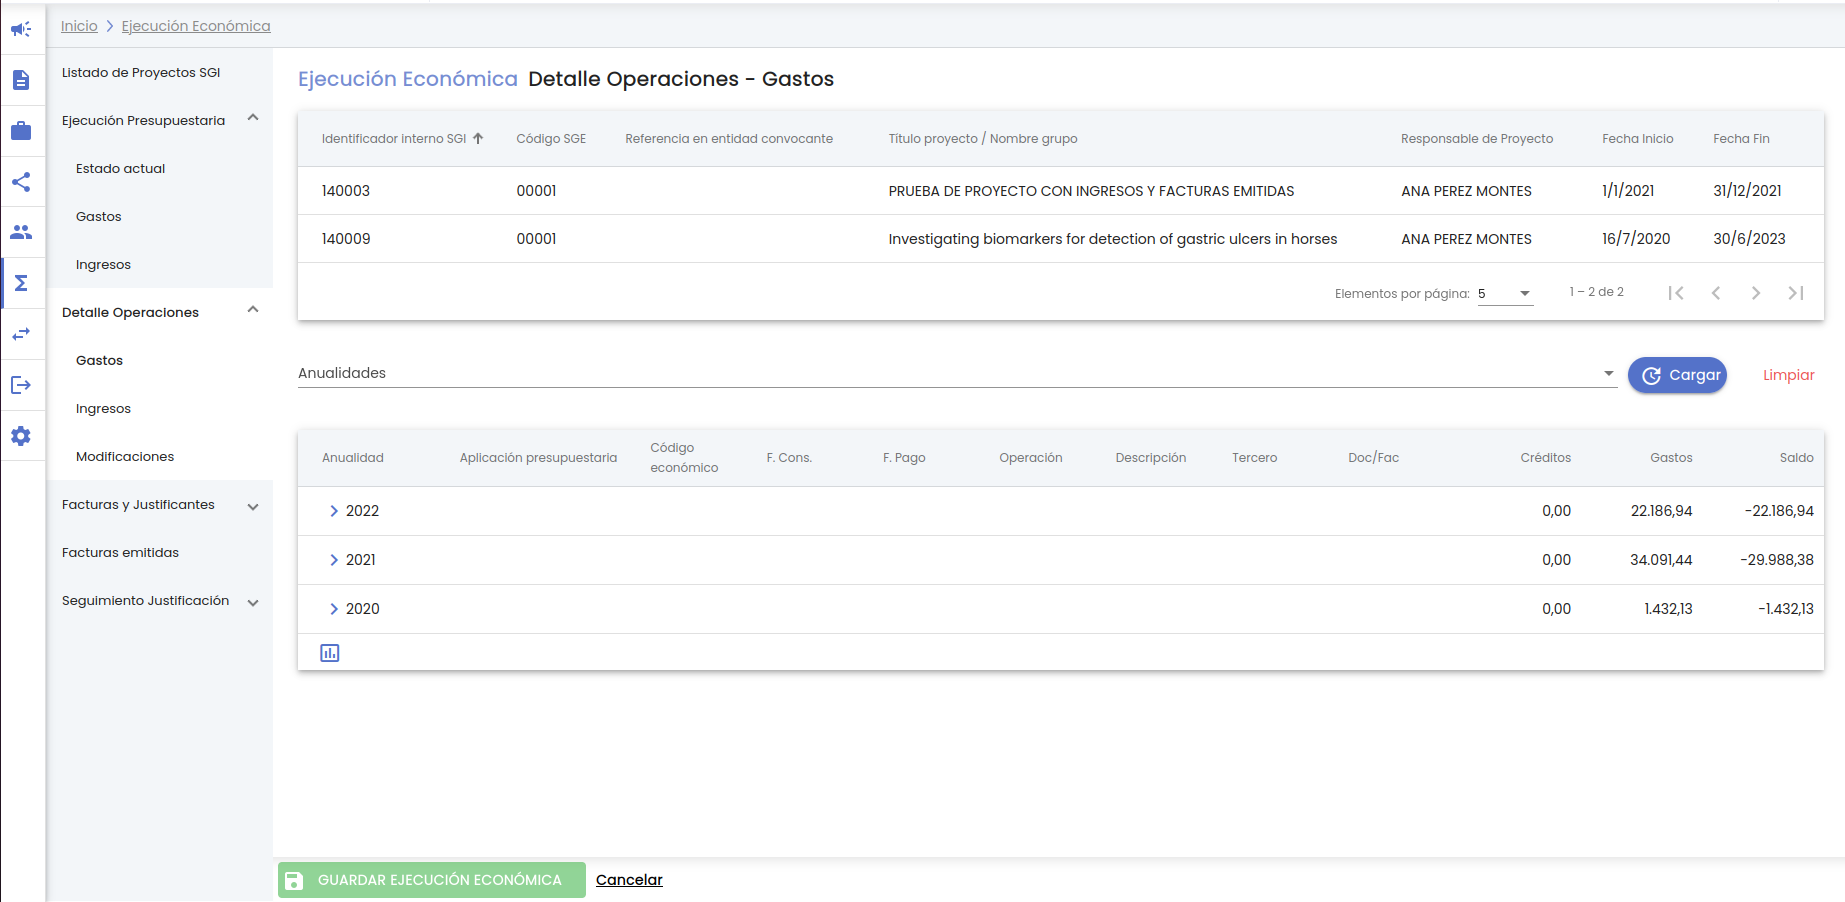 Inicio > Ejecución Económica
Listado de Proyectos SGI
Ejecución Presupuestaria
Estado actual
Gastos
Ingresos
Detalle Operaciones
Gastos
Ingresos
Modificaciones
Facturas y Justificantes
Facturas emitidas
Seguimiento Justificación
Ejecución Económica Detalle Operaciones - Gastos
Identificador interno SGI Código SGE Referencia en entidad convocante Título proyecto / Nombre grupo Responsable de Proyecto Fecha Inicio Fecha Fin
140003 00001 PRUEBA DE PROYECTO CON INGRESOS Y FACTURAS EMITIDAS ANA PEREZ MONTES 1/1/2021 31/12/2021
140009 00001 Investigating biomarkers for detection of gastric ulcers in horses ANA PEREZ MONTES 16/7/2020 30/6/2023
Elementos por página: 5 1 – 2 de 2
Anualidades Cargar Limpiar
Anualidad Aplicación presupuestaria Código económico F. Cons. F. Pago Operación Descripción Tercero Doc/Fac Créditos Gastos Saldo
2022 0,00 22.186,94 -22.186,94
2021 0,00 34.091,44 -29.988,38
2020 0,00 1.432,13 -1.432,13
GUARDAR EJECUCIÓN ECONÓMICA Cancelar